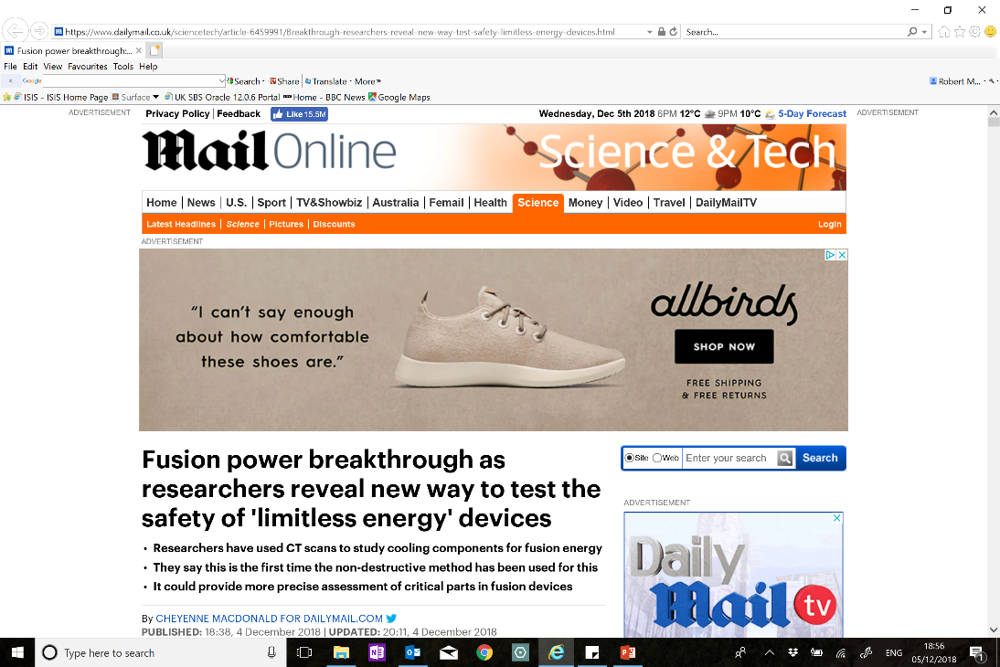 https://www.dailymail.co.uk/sciencetech/article-6459991/Breakthrough-researchers-reveal-new-way-test-safety-limitless-energy-devices.html
Search...
Fusion power breakthrough:...
File Edit View Favourites Tools Help
Google Search Share Translate More»
Robert M...
ISIS - ISIS Home Page Surface UK SBS Oracle 12.0.6 Portal Home - BBC News Google Maps
ADVERTISEMENT
Privacy Policy | Feedback Like 15.5M
Wednesday, Dec 5th 2018 6PM 12°C 9PM 10°C 5-Day Forecast
ADVERTISEMENT
Mail Online
Science & Tech
Home | News | U.S. | Sport | TV&Showbiz | Australia | Femail | Health | Science | Money | Video | Travel | DailyMailTV
Latest Headlines | Science | Pictures | Discounts
Login
ADVERTISEMENT
“I can’t say enough
about how comfortable
these shoes are.”
allbirds
SHOP NOW
FREE SHIPPING
& FREE RETURNS
Fusion power breakthrough as
researchers reveal new way to test the
safety of 'limitless energy' devices
• Researchers have used CT scans to study cooling components for fusion energy
• They say this is the first time the non-destructive method has been used for this
• It could provide more precise assessment of critical parts in fusion devices
By CHEYENNE MACDONALD FOR DAILYMAIL.COM
PUBLISHED: 18:38, 4 December 2018 | UPDATED: 20:11, 4 December 2018
Site Web Enter your search Search
ADVERTISEMENT
Daily
Mail tv
Type here to search
ENG
18:56
05/12/2018
1